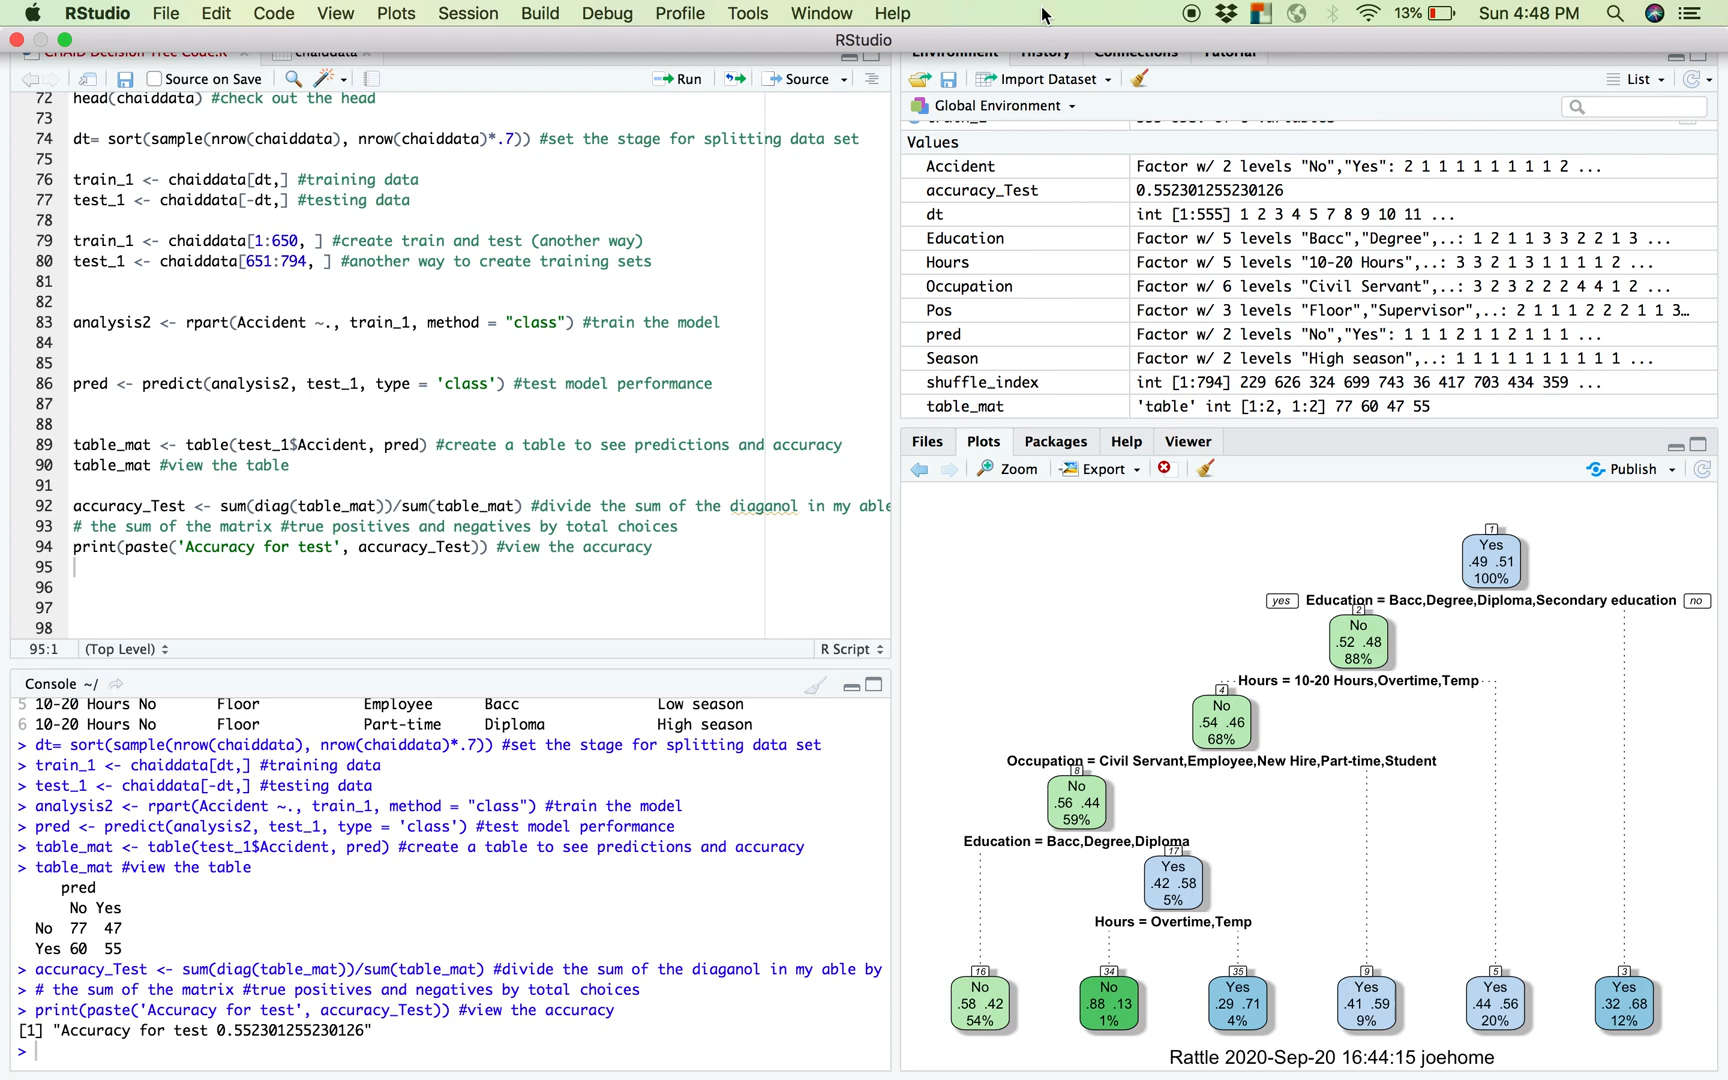 RStudio File Edit Code View Plots Session Build Debug Profile Tools Window Help 13% Sun 4:48 PM
RStudio
CHAID Decision Tree Code.R chaiddata
Source on Save Run Source
72 head(chaiddata) #check out the head
73
74 dt= sort(sample(nrow(chaiddata), nrow(chaiddata)*.7)) #set the stage for splitting data set
75
76 train_1 <- chaiddata[dt,] #training data
77 test_1 <- chaiddata[-dt,] #testing data
78
79 train_1 <- chaiddata[1:650, ] #create train and test (another way)
80 test_1 <- chaiddata[651:794, ] #another way to create training sets
81
82
83 analysis2 <- rpart(Accident ~., train_1, method = "class") #train the model
84
85
86 pred <- predict(analysis2, test_1, type = 'class') #test model performance
87
88
89 table_mat <- table(test_1$Accident, pred) #create a table to see predictions and accuracy
90 table_mat #view the table
91
92 accuracy_Test <- sum(diag(table_mat))/sum(table_mat) #divide the sum of the diaganol in my able
93 # the sum of the matrix #true positives and negatives by total choices
94 print(paste('Accuracy for test', accuracy_Test)) #view the accuracy
95
96
97
98
95:1 (Top Level) R Script
Console ~/
5 10-20 Hours No Floor Employee Bacc Low season
6 10-20 Hours No Floor Part-time Diploma High season
> dt= sort(sample(nrow(chaiddata), nrow(chaiddata)*.7)) #set the stage for splitting data set
> train_1 <- chaiddata[dt,] #training data
> test_1 <- chaiddata[-dt,] #testing data
> analysis2 <- rpart(Accident ~., train_1, method = "class") #train the model
> pred <- predict(analysis2, test_1, type = 'class') #test model performance
> table_mat <- table(test_1$Accident, pred) #create a table to see predictions and accuracy
> table_mat #view the table
pred
No Yes
No 77 47
Yes 60 55
> accuracy_Test <- sum(diag(table_mat))/sum(table_mat) #divide the sum of the diaganol in my able by
> # the sum of the matrix #true positives and negatives by total choices
> print(paste('Accuracy for test', accuracy_Test)) #view the accuracy
[1] "Accuracy for test 0.552301255230126"
>
Environment History Connections Tutorial
Import Dataset List
Global Environment
Values
Accident Factor w/ 2 levels "No","Yes": 2 1 1 1 1 1 1 1 1 2 ...
accuracy_Test 0.552301255230126
dt int [1:555] 1 2 3 4 5 7 8 9 10 11 ...
Education Factor w/ 5 levels "Bacc","Degree",..: 1 2 1 1 3 3 2 2 1 3 ...
Hours Factor w/ 5 levels "10-20 Hours",..: 3 3 2 1 3 1 1 1 1 2 ...
Occupation Factor w/ 6 levels "Civil Servant",..: 3 2 3 2 2 2 4 4 1 2 ...
Pos Factor w/ 3 levels "Floor","Supervisor",..: 2 1 1 1 2 2 2 1 1 3…
pred Factor w/ 2 levels "No","Yes": 1 1 1 2 1 1 2 1 1 1 ...
Season Factor w/ 2 levels "High season",..: 1 1 1 1 1 1 1 1 1 1 ...
shuffle_index int [1:794] 229 626 324 699 743 36 417 703 434 359 ...
table_mat 'table' int [1:2, 1:2] 77 60 47 55
Files Plots Packages Help Viewer
Zoom Export Publish
1
Yes
.49 .51
100%
yes Education = Bacc,Degree,Diploma,Secondary education no
2
No
.52 .48
88%
Hours = 10-20 Hours,Overtime,Temp
4
No
.54 .46
68%
Occupation = Civil Servant,Employee,New Hire,Part-time,Student
8
No
.56 .44
59%
Education = Bacc,Degree,Diploma
17
Yes
.42 .58
5%
Hours = Overtime,Temp
16 34 35 9 5 3
No No Yes Yes Yes Yes
.58 .42 .88 .13 .29 .71 .41 .59 .44 .56 .32 .68
54% 1% 4% 9% 20% 12%
Rattle 2020-Sep-20 16:44:15 joehome